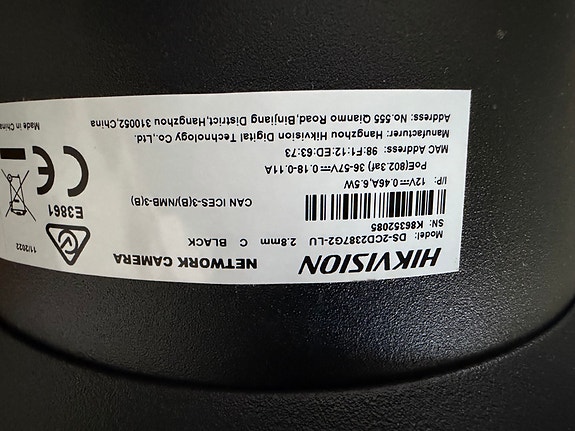 HIKVISION NETWORK CAMERA
Model: DS-2CD2387G2-LU 2.8mm C BLACK
SN: K86352085
11/2022
E3861
CAN ICES-3(B)/NMB-3(B)
I/P: 12V⎓0.46A,6.5W
PoE(802.3at) 36-57V⎓0.18-0.11A
MAC Address: 98:F1:12:ED:63:73
CE
Manufacturer: Hangzhou Hikvision Digital Technology Co.,Ltd.
Address: No.555 Qianmo Road,Binjiang District,Hangzhou 310052,China
Made in China